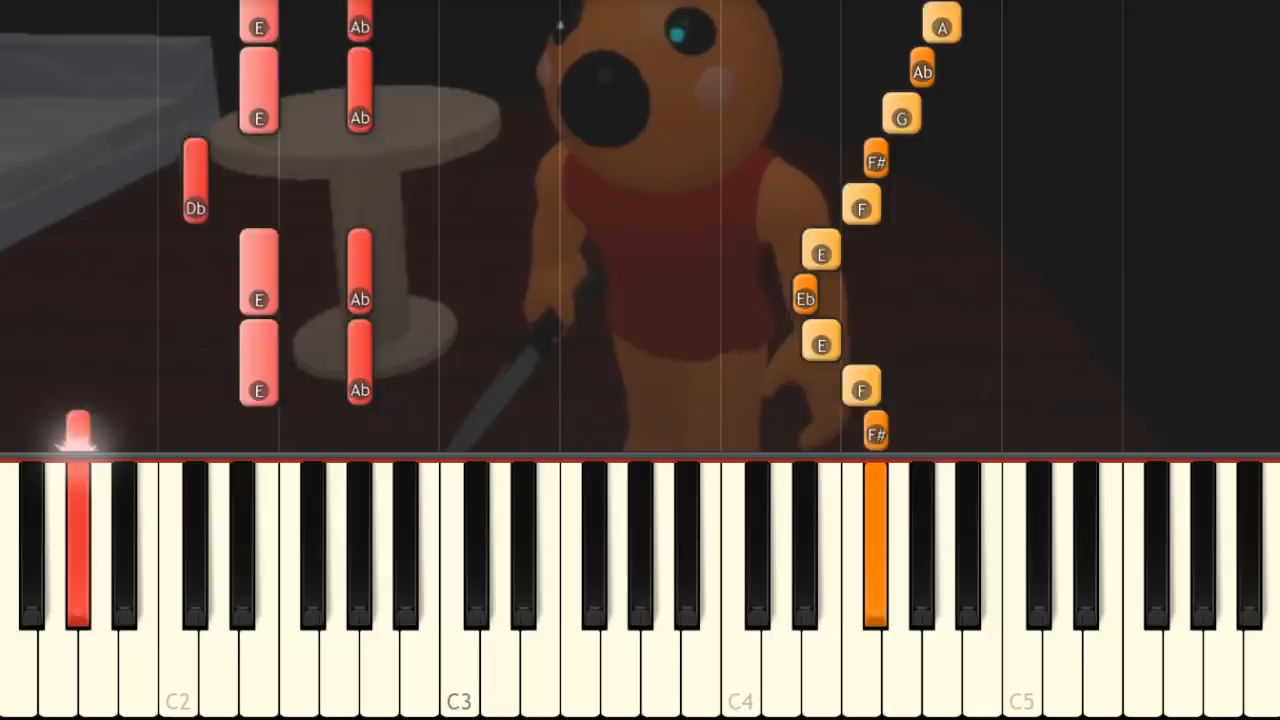 E Ab A
Ab
E Ab G
F#
Db F
E
E Ab Eb
E
E Ab F
F#
C2 C3 C4 C5